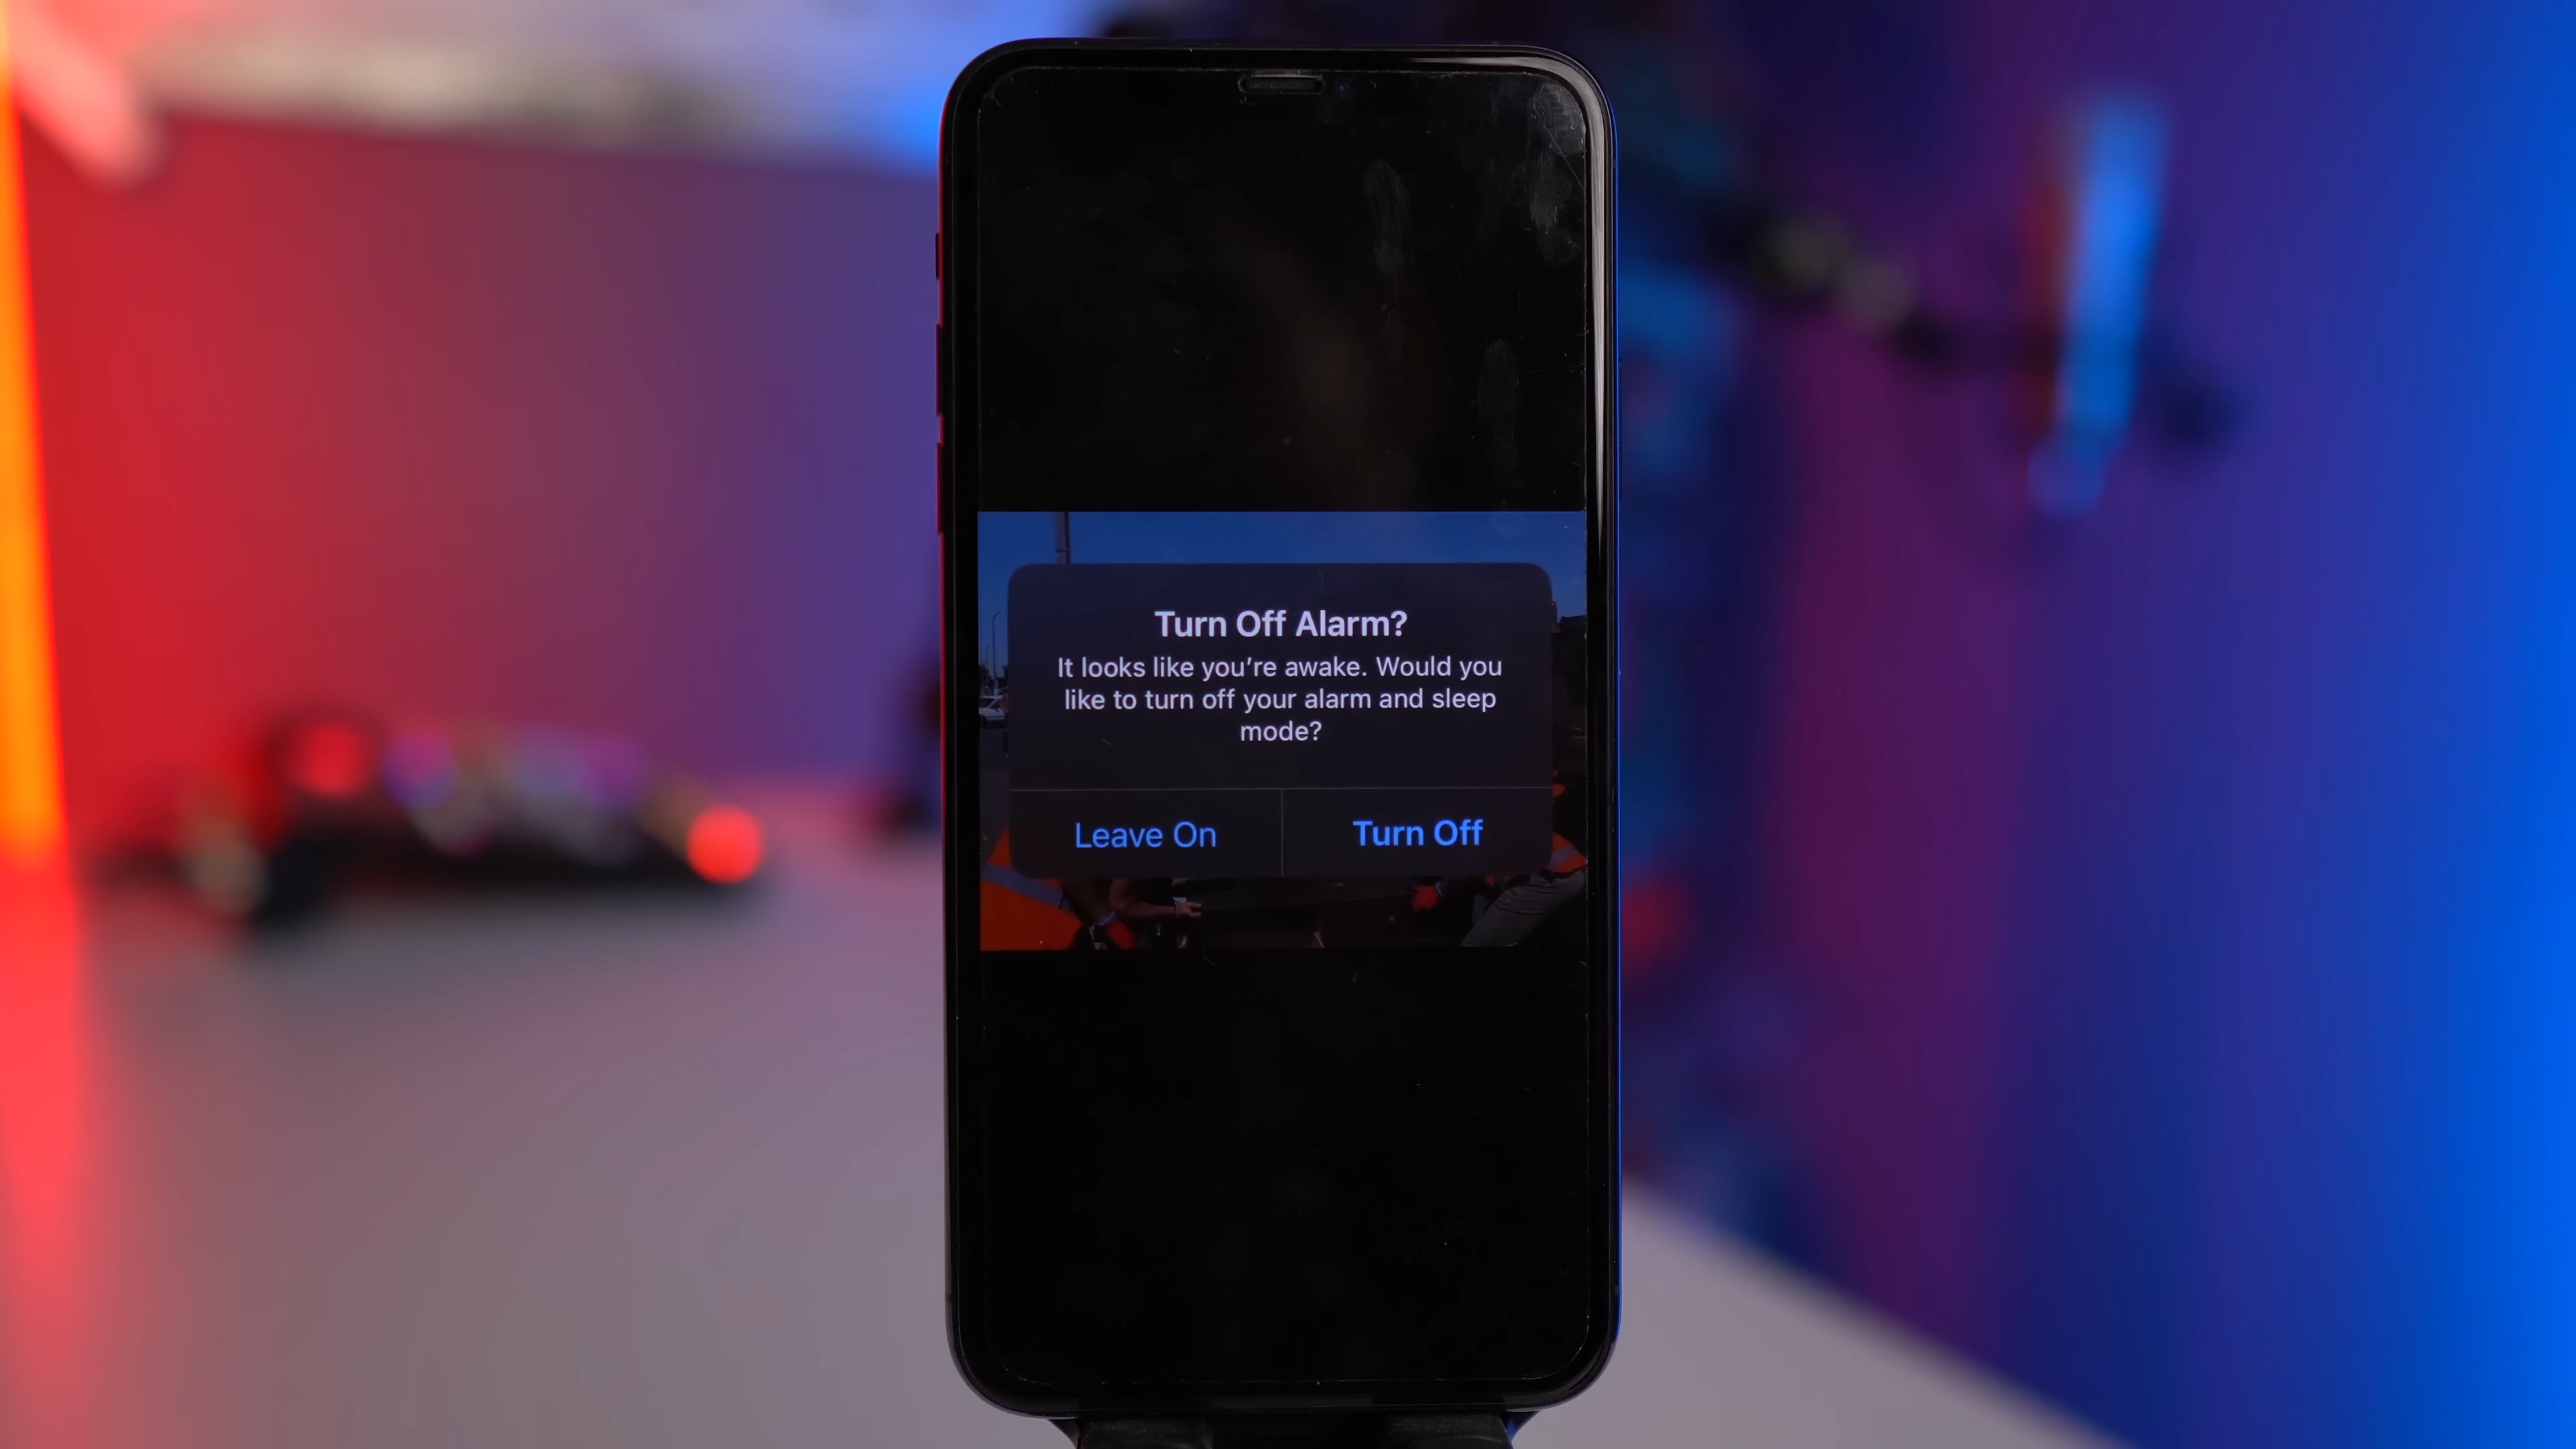 Turn Off Alarm?
It looks like you’re awake. Would you
like to turn off your alarm and sleep
mode?
Leave On
Turn Off